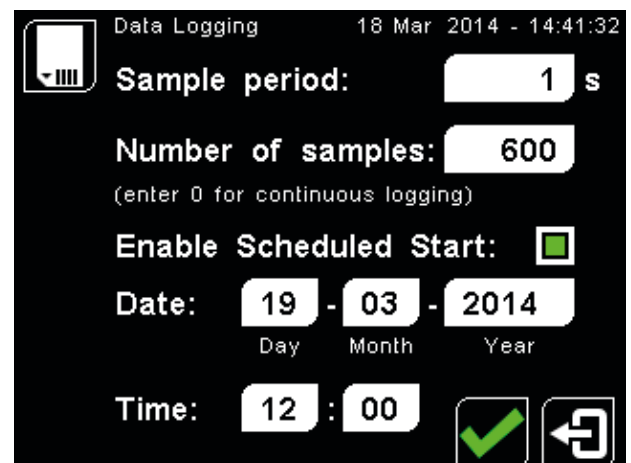 Data Logging 18 Mar 2014 - 14:41:32
Sample period: 1 s
Number of samples: 600
(enter 0 for continuous logging)
Enable Scheduled Start:
Date: 19 - 03 - 2014
Day Month Year
Time: 12 : 00